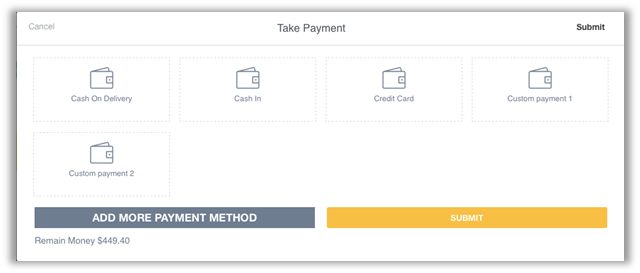 Cancel Take Payment Submit
Cash On Delivery Cash In Credit Card Custom payment 1
Custom payment 2
ADD MORE PAYMENT METHOD SUBMIT
Remain Money $449.40